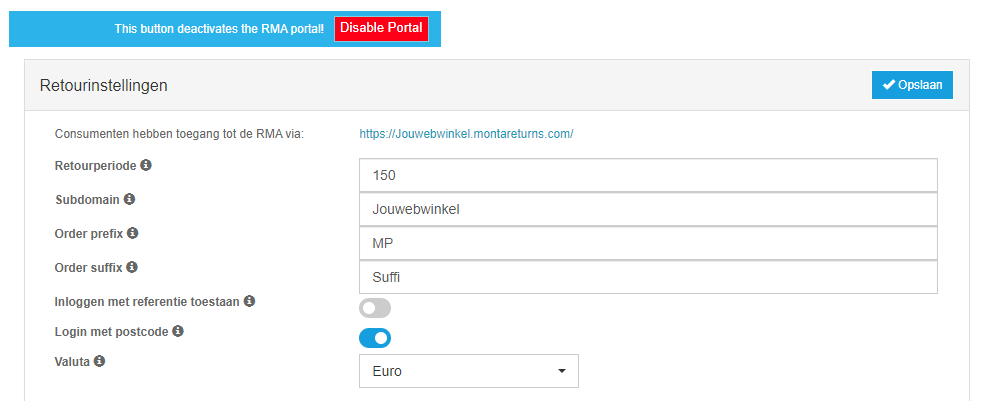 This button deactivates the RMA portal! Disable Portal
Retourinstellingen
Opslaan
Consumenten hebben toegang tot de RMA via: https://Jouwebwinkel.montareturns.com/
Retourperiode 150
Subdomain Jouwebwinkel
Order prefix MP
Order suffix Suffi
Inloggen met referentie toestaan
Login met postcode
Valuta Euro